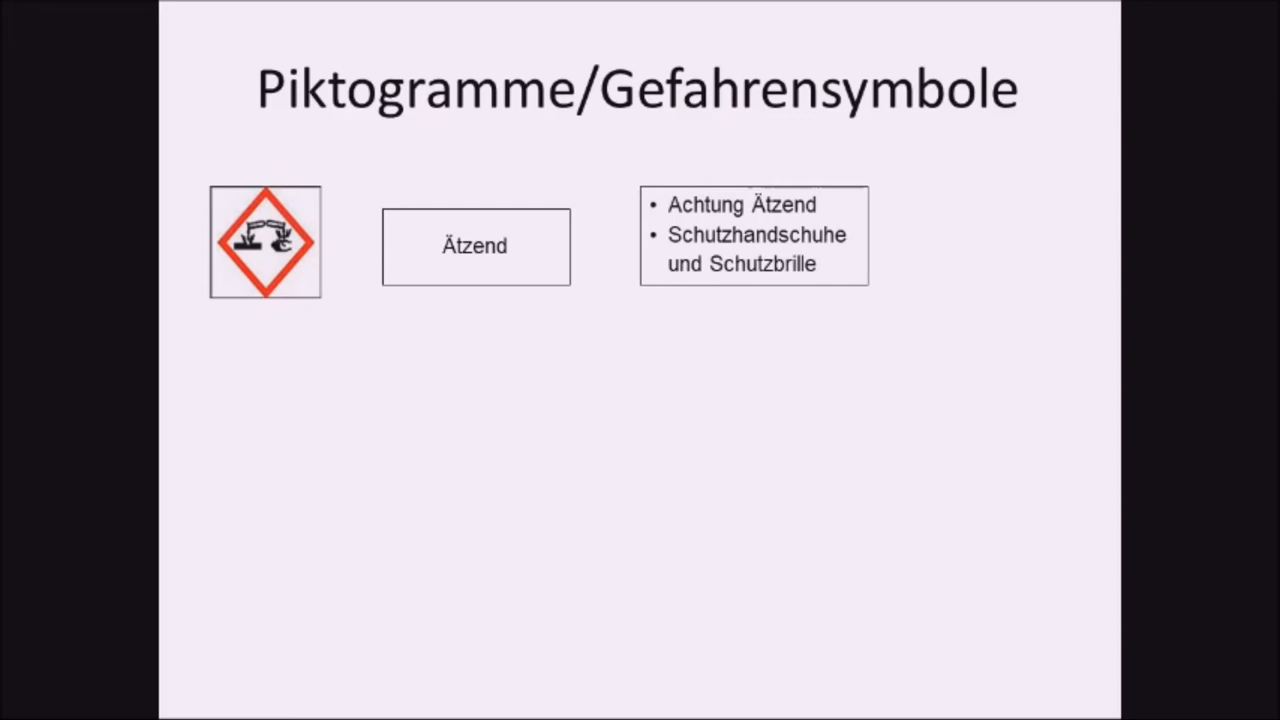 Piktogramme/Gefahrensymbole
Ätzend
• Achtung Ätzend
• Schutzhandschuhe
und Schutzbrille